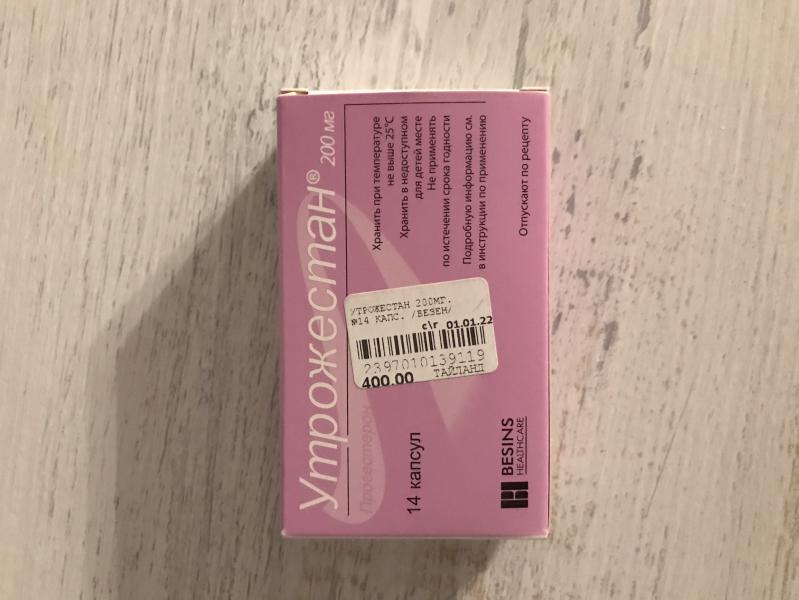 Утрожестан® 200 мг
Прогестерон
Хранить при температуре
не выше 25°C
Хранить в недоступном
для детей месте
Не применять
по истечении срока годности
Подробную информацию см.
в инструкции по применению
Отпускают по рецепту
УТРОЖЕСТАН 200МГ.
№14 КАПС. /БЕЗЕН/
с\г 01.01.22
2397010139119
400.00 ТАЙЛАНД
14 капсул
BESINS
HEALTHCARE